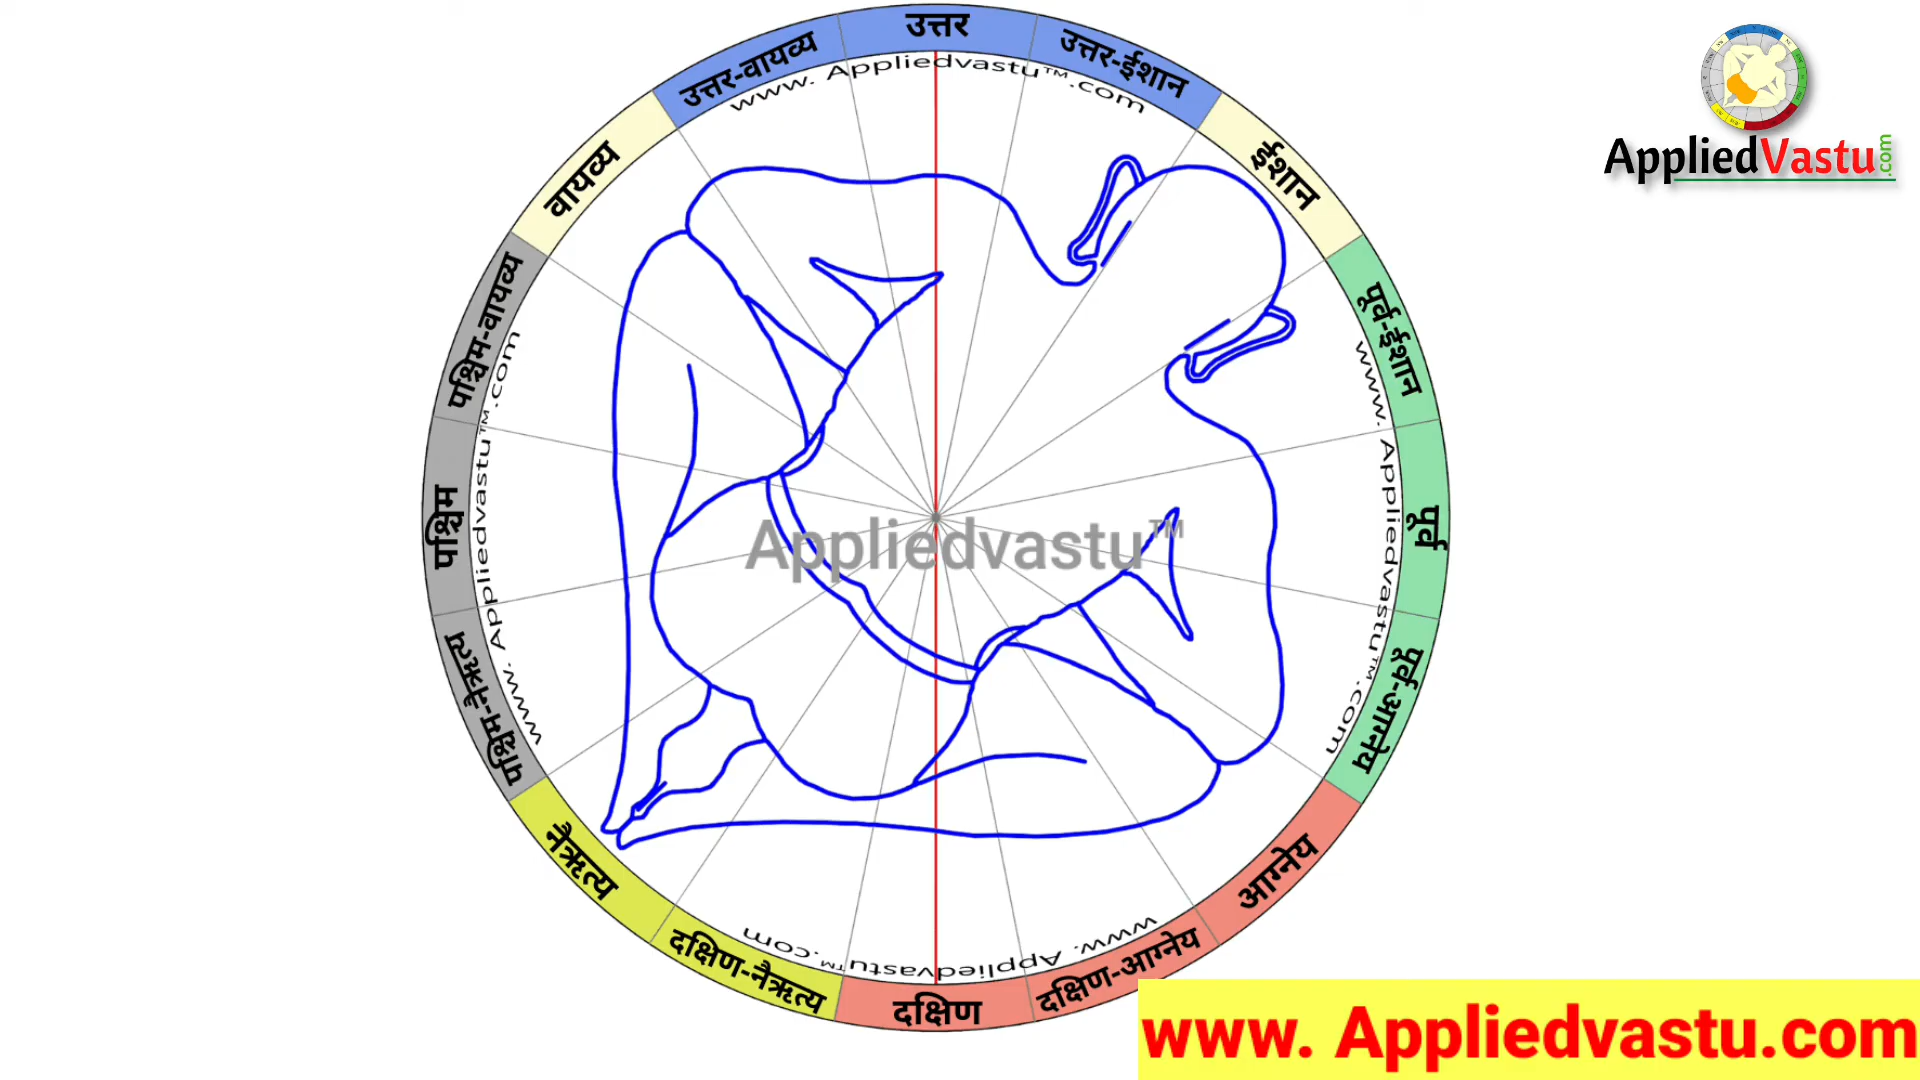 उत्तर
उत्तर-ईशान
ईशान
पूर्व-ईशान
पूर्व
पूर्व-आग्नेय
आग्नेय
दक्षिण-आग्नेय
दक्षिण
दक्षिण-नैऋत्य
नैऋत्य
पश्चिम-नैऋत्य
पश्चिम
पश्चिम-वायव्य
वायव्य
उत्तर-वायव्य
www. Appliedvastu™.com
www. Appliedvastu™.com
www. Appliedvastu™.com
www. Appliedvastu™.com
Appliedvastu™
AppliedVastu.com
www. Appliedvastu.com